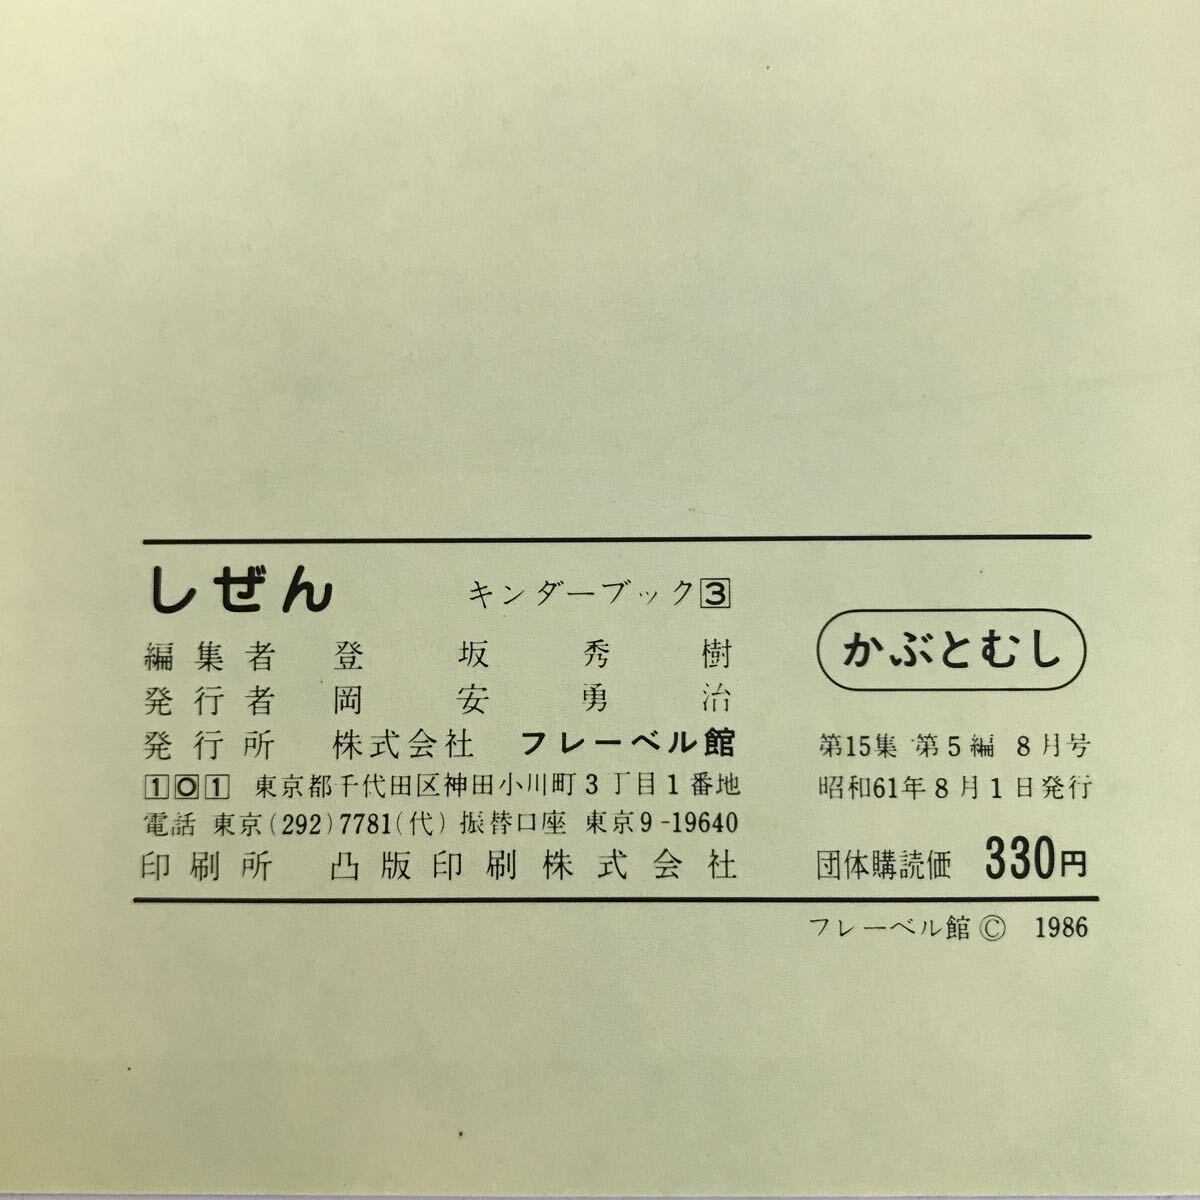 しぜん キンダーブック3
編集者 登坂秀樹
発行者 岡安勇治
発行所 株式会社 フレーベル館
101 東京都千代田区神田小川町3丁目1番地
電話 東京(292)7781(代) 振替口座 東京9-19640
印刷所 凸版印刷株式会社
かぶとむし
第15集 第5編 8月号
昭和61年8月1日発行
団体購読価 330円
フレーベル館© 1986